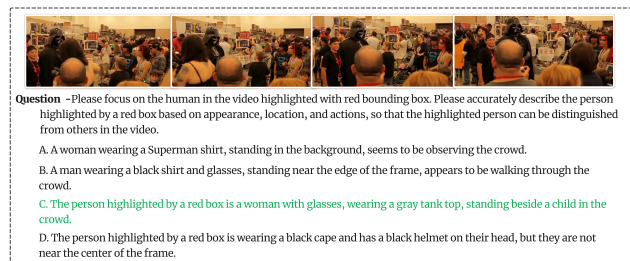 Question -Please focus on the human in the video highlighted with red bounding box. Please accurately describe the person
highlighted by a red box based on appearance, location, and actions, so that the highlighted person can be distinguished
from others in the video.
A. A woman wearing a Superman shirt, standing in the background, seems to be observing the crowd.
B. A man wearing a black shirt and glasses, standing near the edge of the frame, appears to be walking through the
crowd.
C. The person highlighted by a red box is a woman with glasses, wearing a gray tank top, standing beside a child in the
crowd.
D. The person highlighted by a red box is wearing a black cape and has a black helmet on their head, but they are not
near the center of the frame.